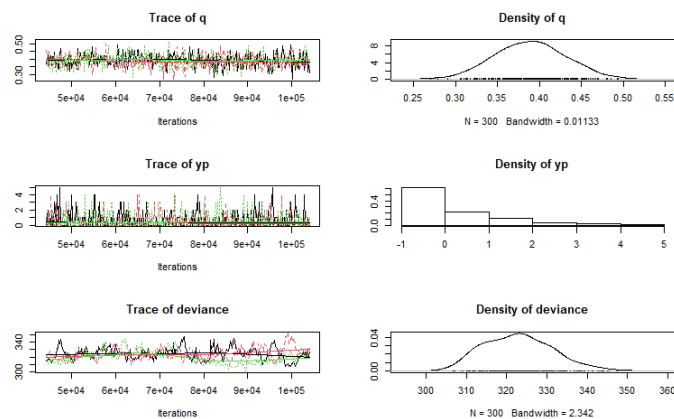 Trace of q
0.50
0.30
5e+04 6e+04 7e+04 8e+04 9e+04 1e+05
Iterations
Density of q
8
4
0
0.25 0.30 0.35 0.40 0.45 0.50 0.55
N = 300 Bandwidth = 0.01133
Trace of yp
4
2
0
5e+04 6e+04 7e+04 8e+04 9e+04 1e+05
Iterations
Density of yp
0.4
0.0
-1 0 1 2 3 4 5
Trace of deviance
340
300
5e+04 6e+04 7e+04 8e+04 9e+04 1e+05
Iterations
Density of deviance
0.04
0.00
300 310 320 330 340 350 360
N = 300 Bandwidth = 2.342